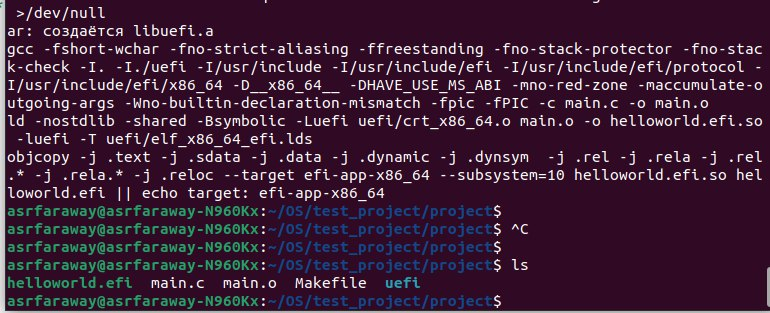 >/dev/null
ar: создаётся libuefi.a
gcc -fshort-wchar -fno-strict-aliasing -ffreestanding -fno-stack-protector -fno-stac
k-check -I. -I./uefi -I/usr/include -I/usr/include/efi -I/usr/include/efi/protocol -
I/usr/include/efi/x86_64 -D__x86_64__ -DHAVE_USE_MS_ABI -mno-red-zone -maccumulate-o
utgoing-args -Wno-builtin-declaration-mismatch -fpic -fPIC -c main.c -o main.o
ld -nostdlib -shared -Bsymbolic -Luefi uefi/crt_x86_64.o main.o -o helloworld.efi.so
 -luefi -T uefi/elf_x86_64_efi.lds
objcopy -j .text -j .sdata -j .data -j .dynamic -j .dynsym  -j .rel -j .rela -j .rel
.* -j .rela.* -j .reloc --target efi-app-x86_64 --subsystem=10 helloworld.efi.so hel
loworld.efi || echo target: efi-app-x86_64
asrfaraway@asrfaraway-N960Kx:~/OS/test_project/project$
asrfaraway@asrfaraway-N960Kx:~/OS/test_project/project$ ^C
asrfaraway@asrfaraway-N960Kx:~/OS/test_project/project$
asrfaraway@asrfaraway-N960Kx:~/OS/test_project/project$ ls
helloworld.efi  main.c  main.o  Makefile  uefi
asrfaraway@asrfaraway-N960Kx:~/OS/test_project/project$